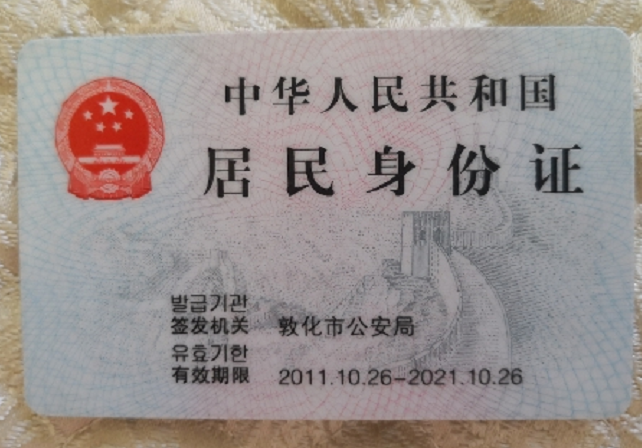 中华人民共和国
居民身份证
발급기관
签发机关 敦化市公安局
유효기한
有效期限 2011.10.26-2021.10.26